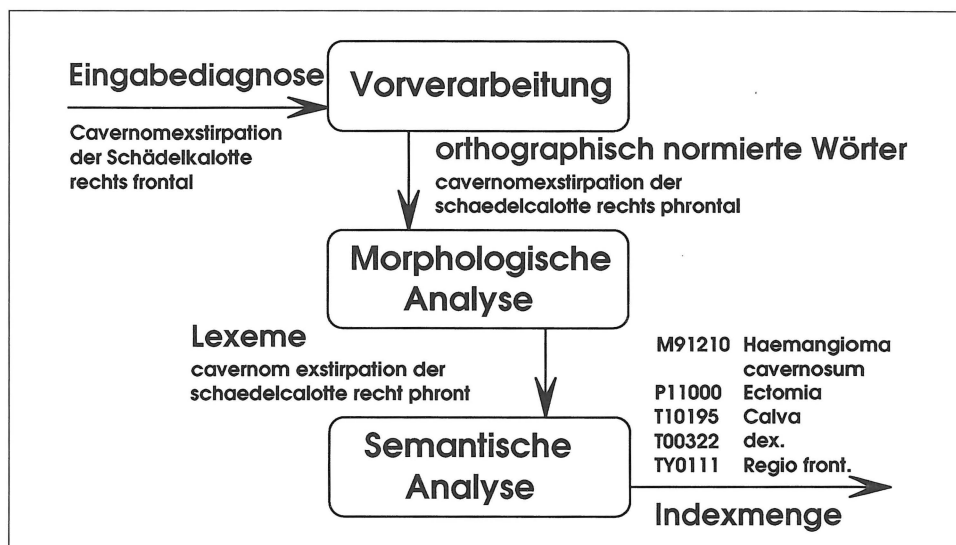 Eingabediagnose
Cavernomexstirpation
der Schädelkalotte
rechts frontal
Vorverarbeitung
orthographisch normierte Wörter
cavernomexstirpation der
schaedelcalotte rechts phrontal
Morphologische
Analyse
Lexeme
cavernom exstirpation der
schaedelcalotte recht phront
Semantische
Analyse
M91210 Haemangioma
cavernosum
P11000 Ectomia
T10195 Calva
T00322 dex.
TY0111 Regio front.
Indexmenge